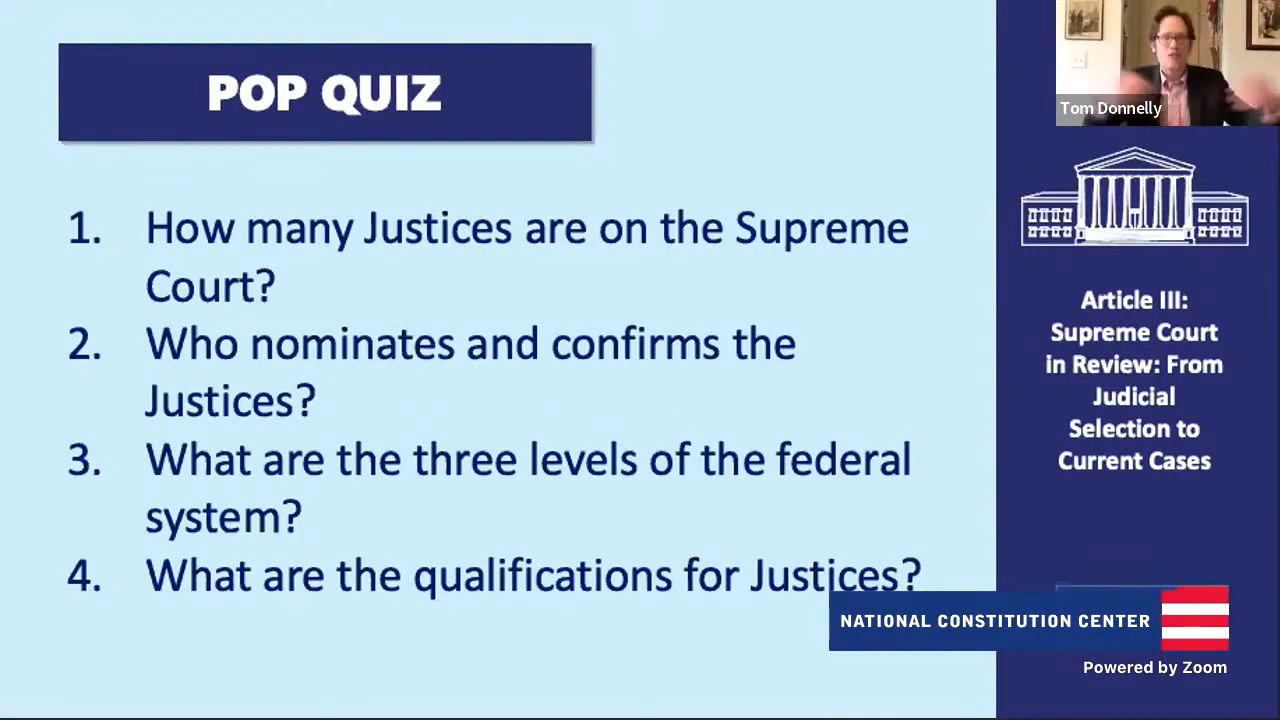 POP QUIZ
1. How many Justices are on the Supreme
Court?
2. Who nominates and confirms the
Justices?
3. What are the three levels of the federal
system?
4. What are the qualifications for Justices?
Tom Donnelly
Article III:
Supreme Court
in Review: From
Judicial
Selection to
Current Cases
NATIONAL CONSTITUTION CENTER
Powered by Zoom